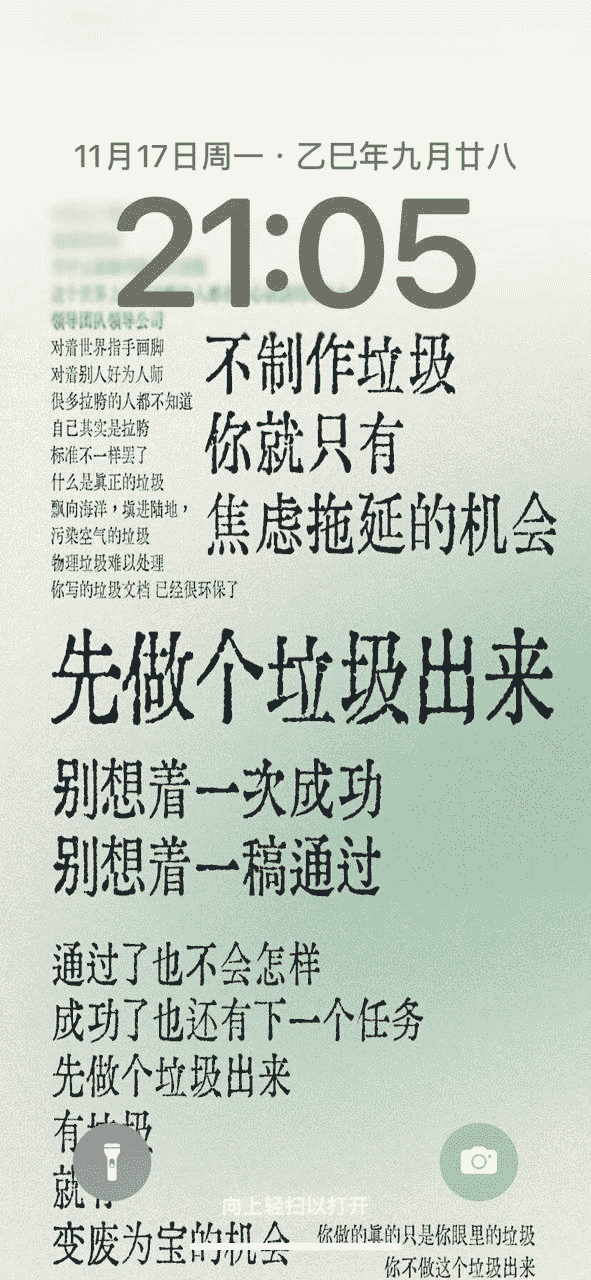 11月17日周一 · 乙巳年九月廿八
21:05
领导团队领导公司
对着世界指手画脚
对着别人好为人师
很多拉胯的人都不知道
自己其实是拉胯
标准不一样罢了
什么是真正的垃圾
飘向海洋，填进陆地，
污染空气的垃圾
物理垃圾难以处理
你写的垃圾文档 已经很环保了
不制作垃圾
你就只有
焦虑拖延的机会
先做个垃圾出来
别想着一次成功
别想着一稿通过
通过了也不会怎样
成功了也还有下一个任务
先做个垃圾出来
有垃圾
就有
变废为宝的机会
向上轻扫以打开
你做的真的只是你眼里的垃圾
你不做这个垃圾出来